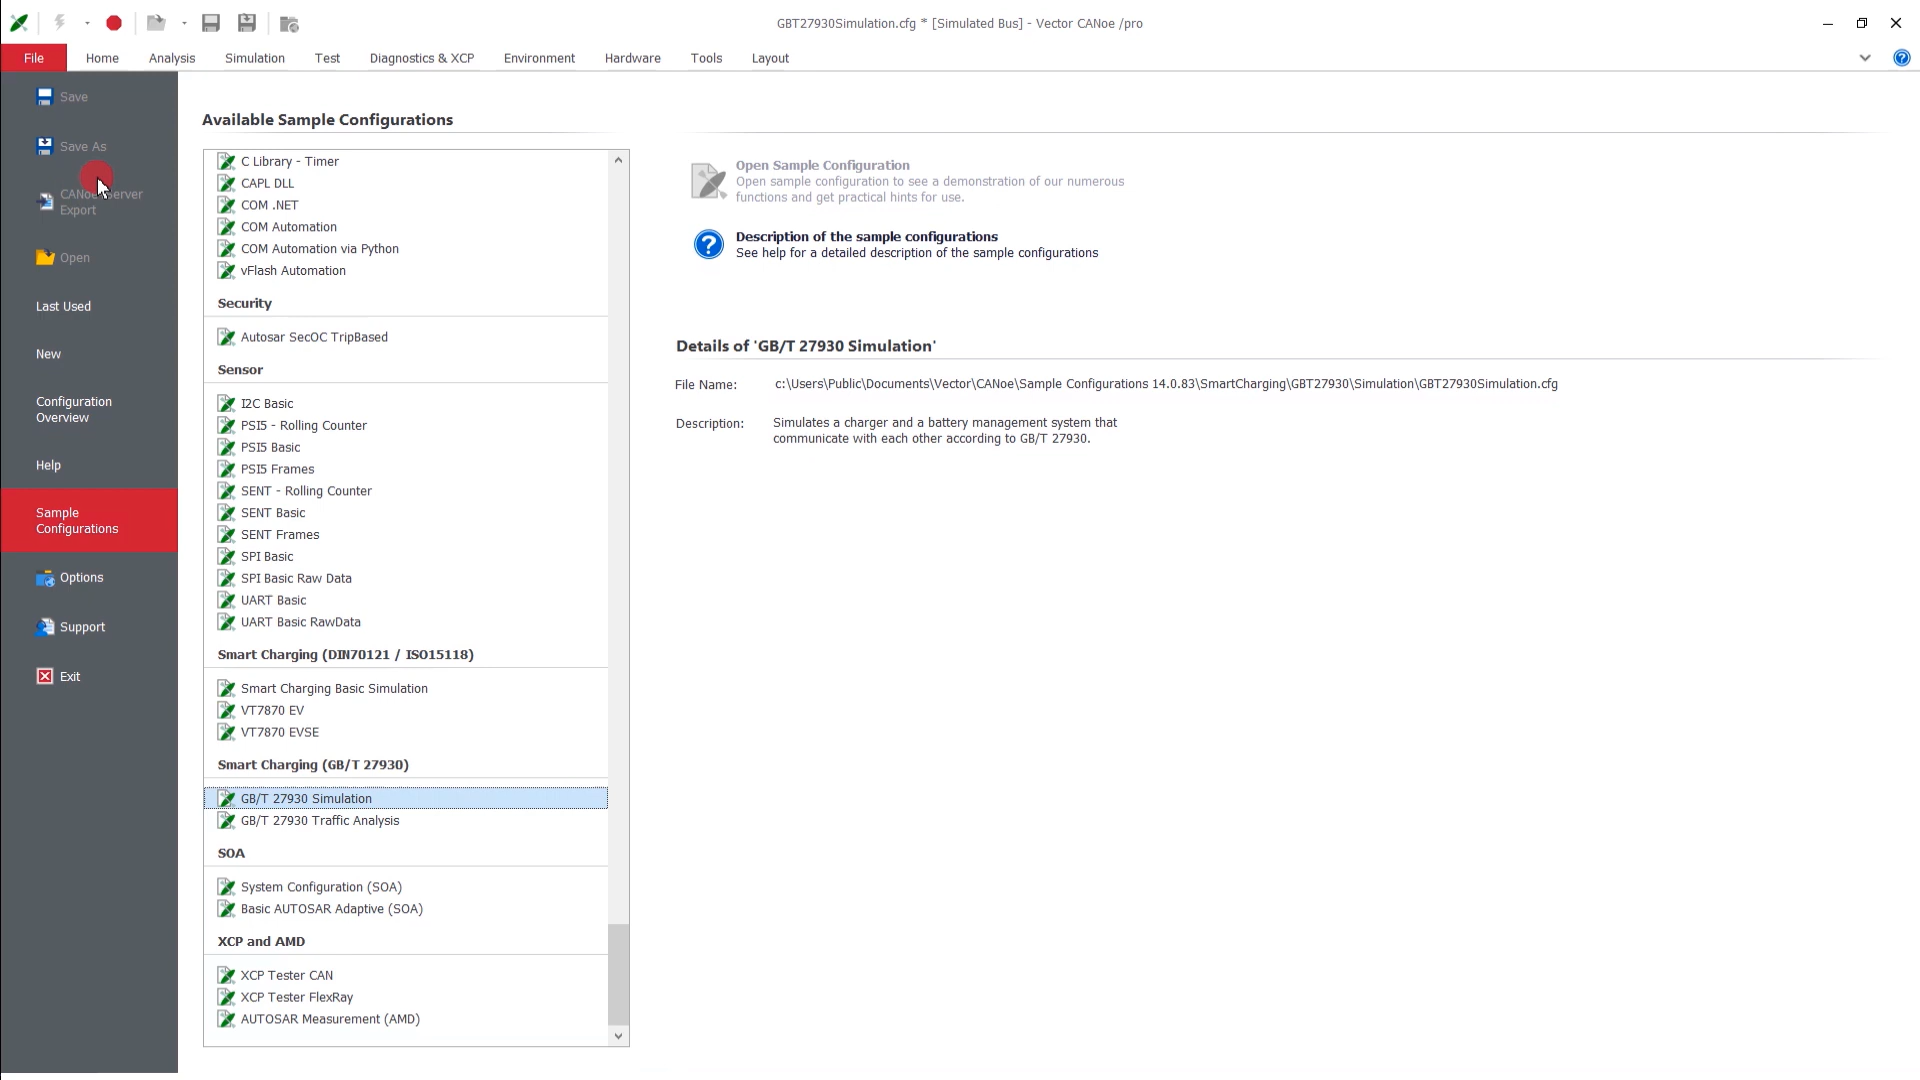 GBT27930Simulation.cfg * [Simulated Bus] - Vector CANoe /pro
File Home Analysis Simulation Test Diagnostics & XCP Environment Hardware Tools Layout
Save
Save As
Export
Open
Last Used
New
Configuration
Overview
Help
Sample
Configurations
Options
Support
Exit
Available Sample Configurations
C Library - Timer
CAPL DLL
COM .NET
COM Automation
COM Automation via Python
vFlash Automation
Security
Autosar SecOC TripBased
Sensor
I2C Basic
PSI5 - Rolling Counter
PSI5 Basic
PSI5 Frames
SENT - Rolling Counter
SENT Basic
SENT Frames
SPI Basic
SPI Basic Raw Data
UART Basic
UART Basic RawData
Smart Charging (DIN70121 / ISO15118)
Smart Charging Basic Simulation
VT7870 EV
VT7870 EVSE
Smart Charging (GB/T 27930)
GB/T 27930 Simulation
GB/T 27930 Traffic Analysis
SOA
System Configuration (SOA)
Basic AUTOSAR Adaptive (SOA)
XCP and AMD
XCP Tester CAN
XCP Tester FlexRay
AUTOSAR Measurement (AMD)
Open Sample Configuration
Open sample configuration to see a demonstration of our numerous
functions and get practical hints for use.
Description of the sample configurations
See help for a detailed description of the sample configurations
Details of 'GB/T 27930 Simulation'
File Name: c:\Users\Public\Documents\Vector\CANoe\Sample Configurations 14.0.83\SmartCharging\GBT27930\Simulation\GBT27930Simulation.cfg
Description: Simulates a charger and a battery management system that
communicate with each other according to GB/T 27930.